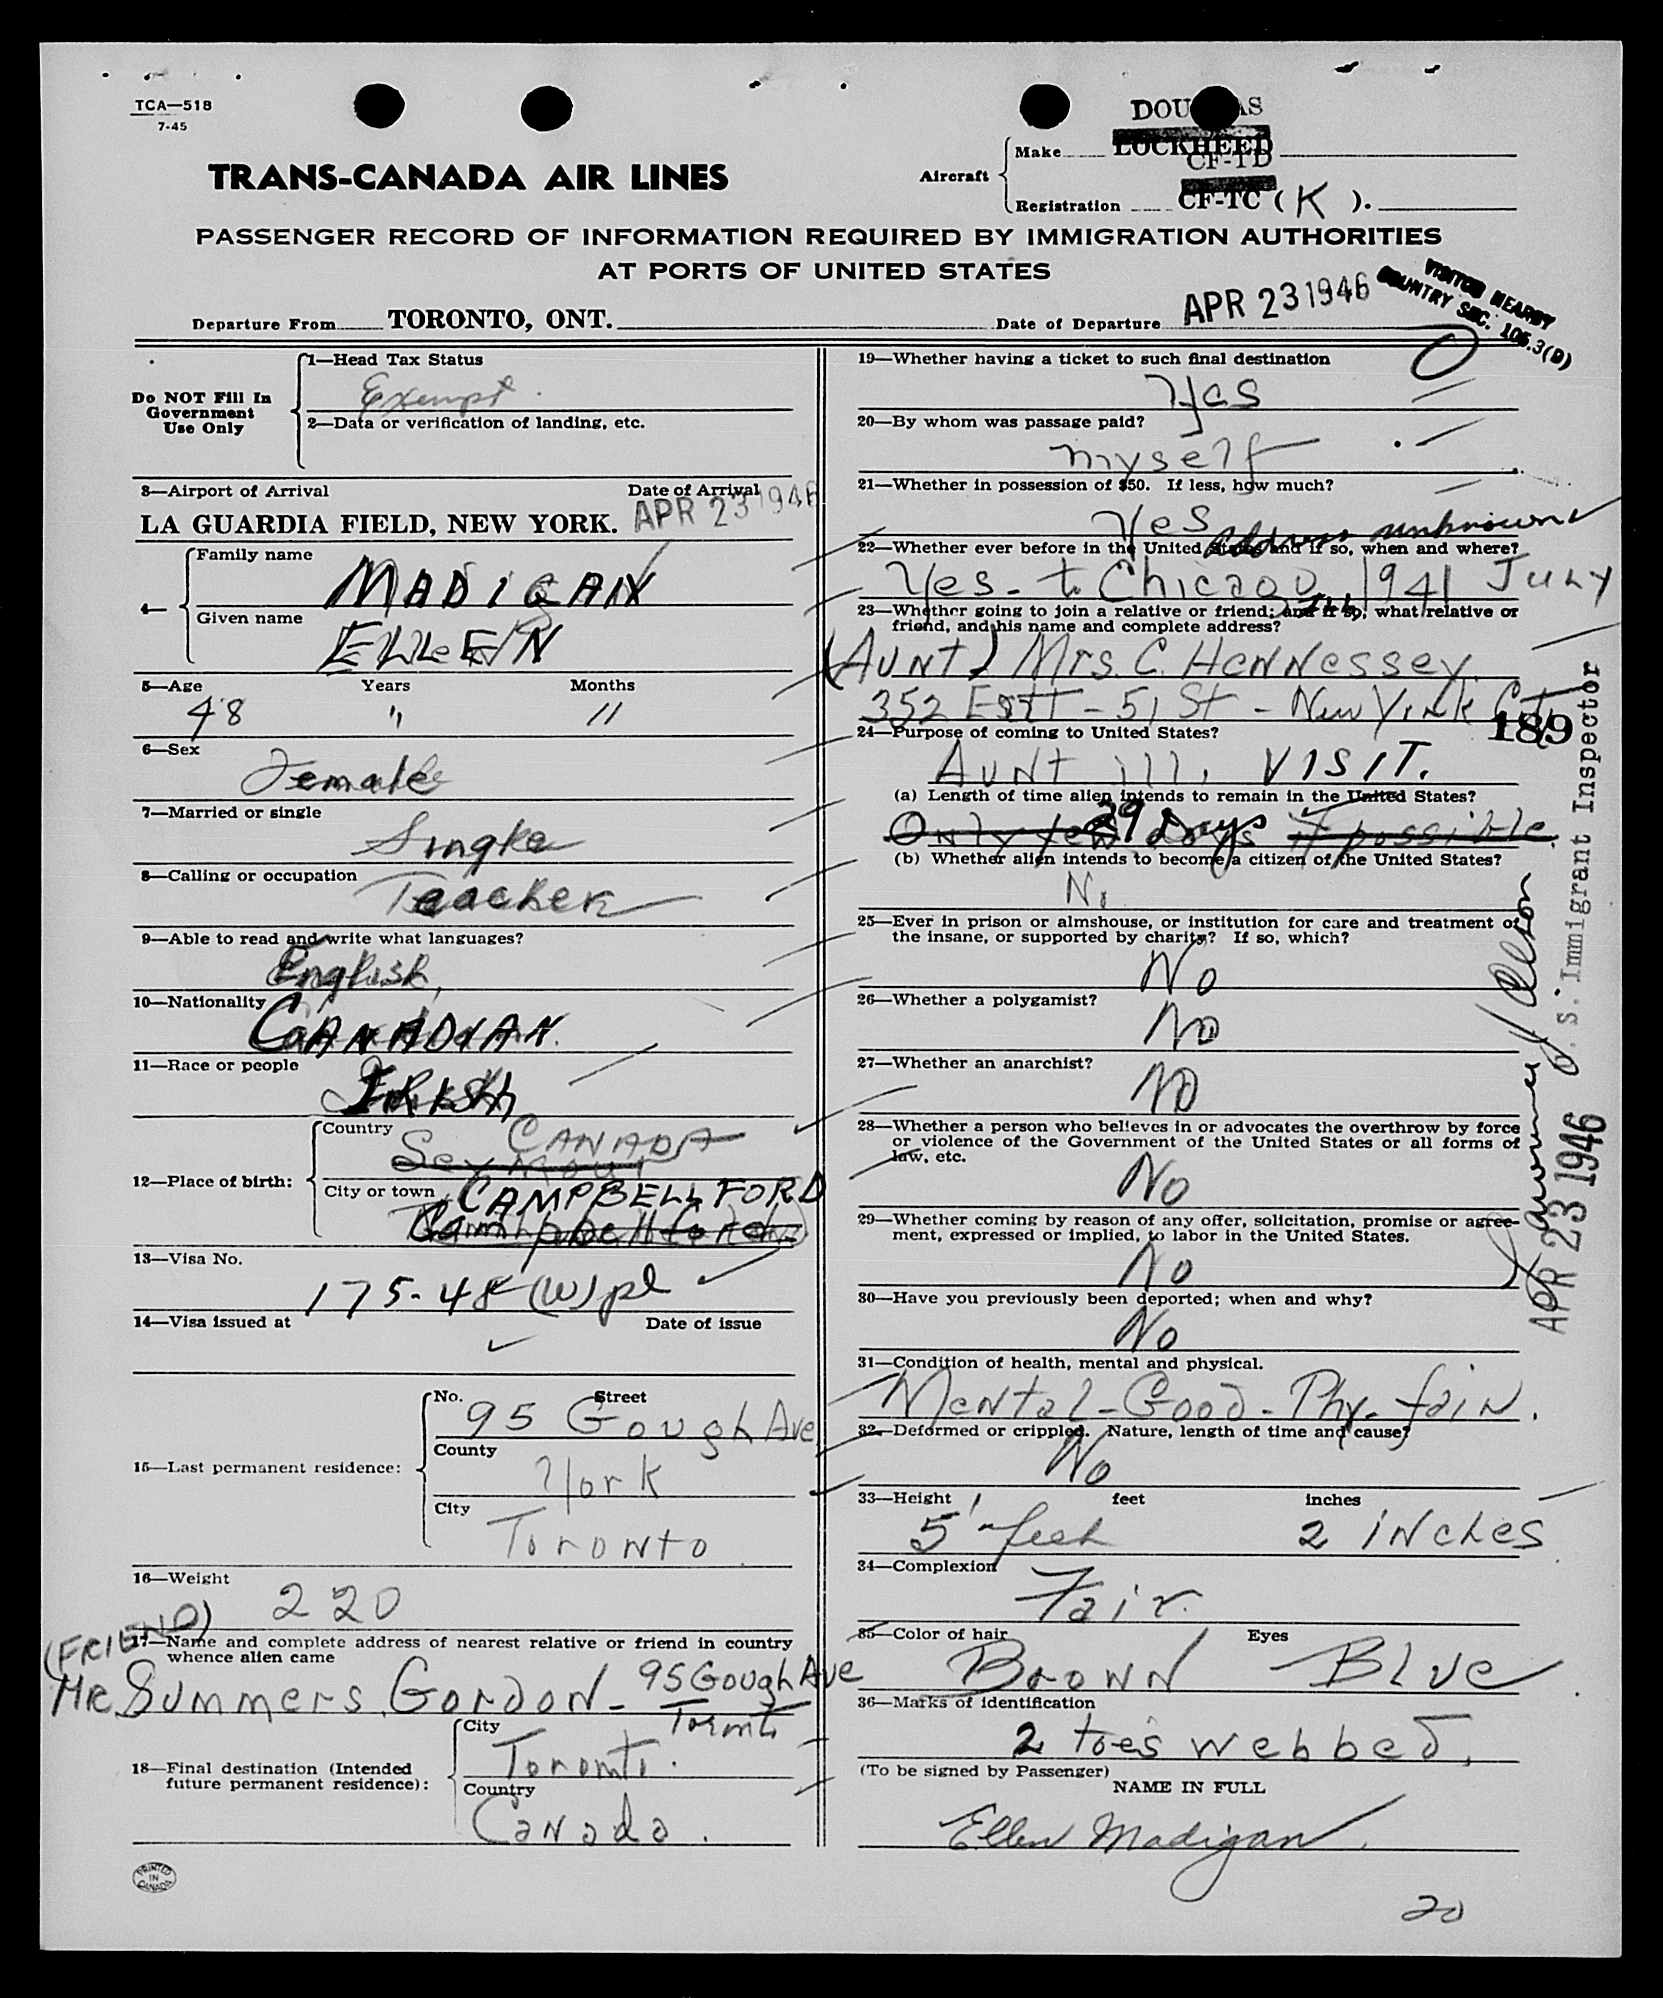 TCA—518
7-45
DOUGLAS
TRANS-CANADA AIR LINES
Aircraft
Make LOCKHEED
CF-TD
Registration CF-TC ( K ).
PASSENGER RECORD OF INFORMATION REQUIRED BY IMMIGRATION AUTHORITIES
AT PORTS OF UNITED STATES
VISITOR NEARBY
COUNTRY SEC. 105.3(D)
Departure From TORONTO, ONT.
Date of Departure APR 23 1946
Do NOT Fill In
Government
Use Only
1—Head Tax Status
Exempt
2—Data or verification of landing, etc.
3—Airport of Arrival
Date of Arrival
LA GUARDIA FIELD, NEW YORK.
APR 23 1946
4—
Family name
MADIGAN
Given name
ELLEN
5—Age Years Months
48 " 11
6—Sex
Female
7—Married or single
Single
8—Calling or occupation
Teacher
9—Able to read and write what languages?
English,
10—Nationality
CANADIAN.
11—Race or people
IRISH
12—Place of birth:
Country
CANADA
Seymour
City or town
CAMPBELLFORD
Campbellford
13—Visa No.
175-48 (W) pl
14—Visa issued at Date of issue
15—Last permanent residence:
No. Street
95 Gough Ave
County
York
City
Toronto
16—Weight
220
(FRIEND)
17—Name and complete address of nearest relative or friend in country
whence alien came
MR. Summers Gordon - 95 Gough Ave
Toronto
18—Final destination (Intended
future permanent residence):
City
Toronto.
Country
Canada.
PRINTED
IN
CANADA
19—Whether having a ticket to such final destination
Yes
20—By whom was passage paid?
myself
21—Whether in possession of $50. If less, how much?
Yes
address unknown
22—Whether ever before in the United States and if so, when and where?
Yes - to Chicago 1941 July
23—Whether going to join a relative or friend; and if so, what relative or
friend, and his name and complete address?
(AUNT) Mrs. C. Hennessey.
352 East - 51 St - New York City
189
24—Purpose of coming to United States?
Aunt ill, VISIT.
(a) Length of time alien intends to remain in the United States?
Only few days if possible
29 Days
(b) Whether alien intends to become a citizen of the United States?
No
25—Ever in prison or almshouse, or institution for care and treatment of
the insane, or supported by charity? If so, which?
No
26—Whether a polygamist?
No
27—Whether an anarchist?
NO
28—Whether a person who believes in or advocates the overthrow by force
or violence of the Government of the United States or all forms of
law, etc.
No
29—Whether coming by reason of any offer, solicitation, promise or agree-
ment, expressed or implied, to labor in the United States.
No
30—Have you previously been deported; when and why?
No
31—Condition of health, mental and physical.
Mental - Good - Phy. fair.
32—Deformed or crippled. Nature, length of time and cause?
No
33—Height feet inches
5 feet 2 inches
34—Complexion
Fair.
35—Color of hair Eyes
Brown Blue
36—Marks of identification
2 toes webbed,
(To be signed by Passenger)
NAME IN FULL
Ellen Madigan
20
U. S. Immigrant Inspector
APR 23 1946